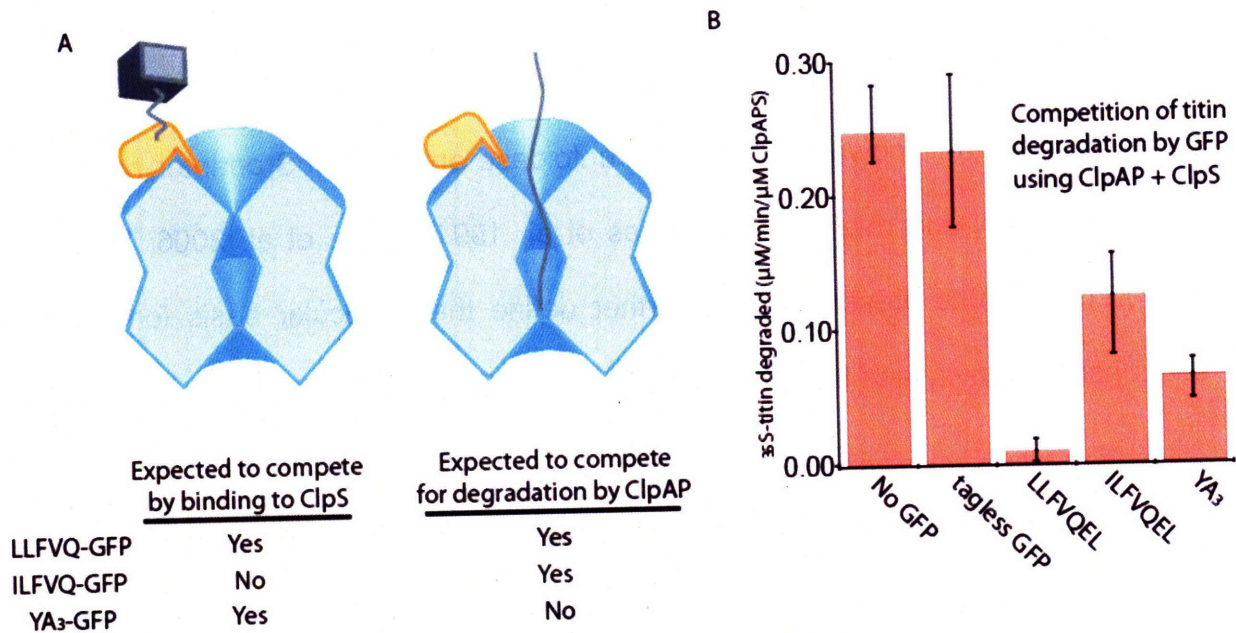 A
Expected to compete
by binding to ClpS
Expected to compete
for degradation by ClpAP
LLFVQ-GFP Yes Yes
ILFVQ-GFP No Yes
YA₃-GFP Yes No
B
Competition of titin
degradation by GFP
using ClpAP + ClpS
³⁵S-titin degraded (µM/min/µM ClpAPS)
0.30
0.20
0.10
0.00
No GFP
tagless GFP
LLFVQEL
ILFVQEL
YA₃